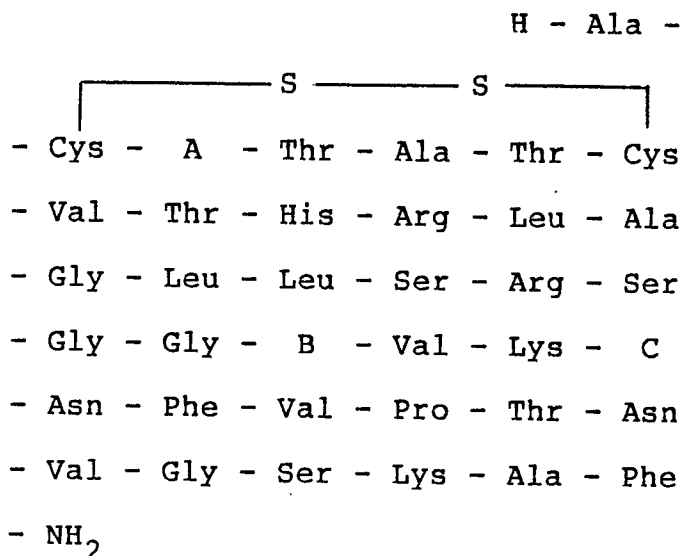 H - Ala -
S S
- Cys - A - Thr - Ala - Thr - Cys
- Val - Thr - His - Arg - Leu - Ala
- Gly - Leu - Leu - Ser - Arg - Ser
- Gly - Gly - B - Val - Lys - C
- Asn - Phe - Val - Pro - Thr - Asn
- Val - Gly - Ser - Lys - Ala - Phe
- NH2